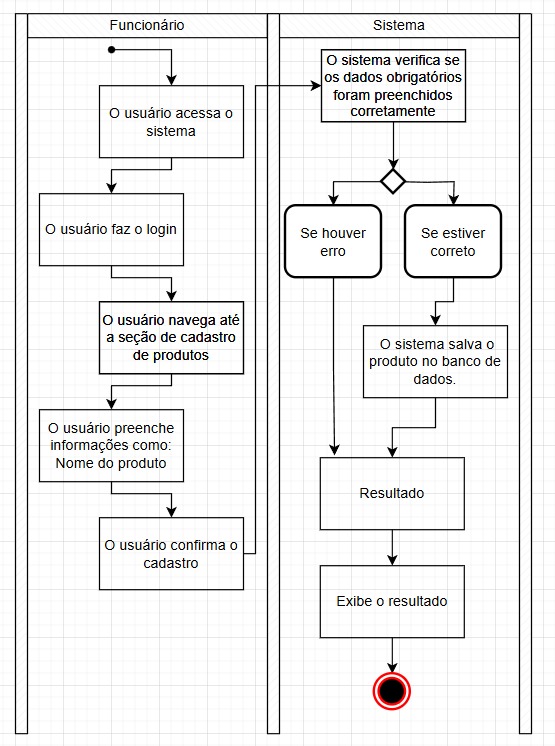 Funcionário
Sistema
O usuário acessa o
sistema
O usuário faz o login
O usuário navega até
a seção de cadastro
de produtos
O usuário preenche
informações como:
Nome do produto
O usuário confirma o
cadastro
O sistema verifica se
os dados obrigatórios
foram preenchidos
corretamente
Se houver
erro
Se estiver
correto
O sistema salva o
produto no banco de
dados.
Resultado
Exibe o resultado